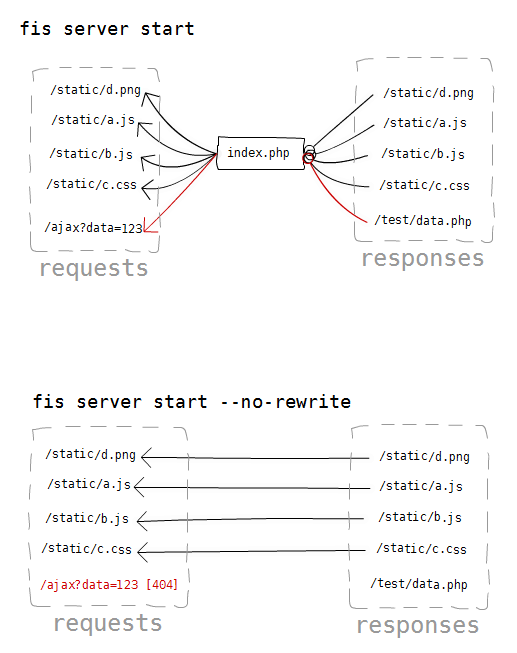 fis server start
/static/d.png
/static/a.js
/static/b.js
/static/c.css
/ajax?data=123
requests
index.php
/static/d.png
/static/a.js
/static/b.js
/static/c.css
/test/data.php
responses
fis server start --no-rewrite
/static/d.png
/static/a.js
/static/b.js
/static/c.css
/ajax?data=123 [404]
requests
/static/d.png
/static/a.js
/static/b.js
/static/c.css
/test/data.php
responses